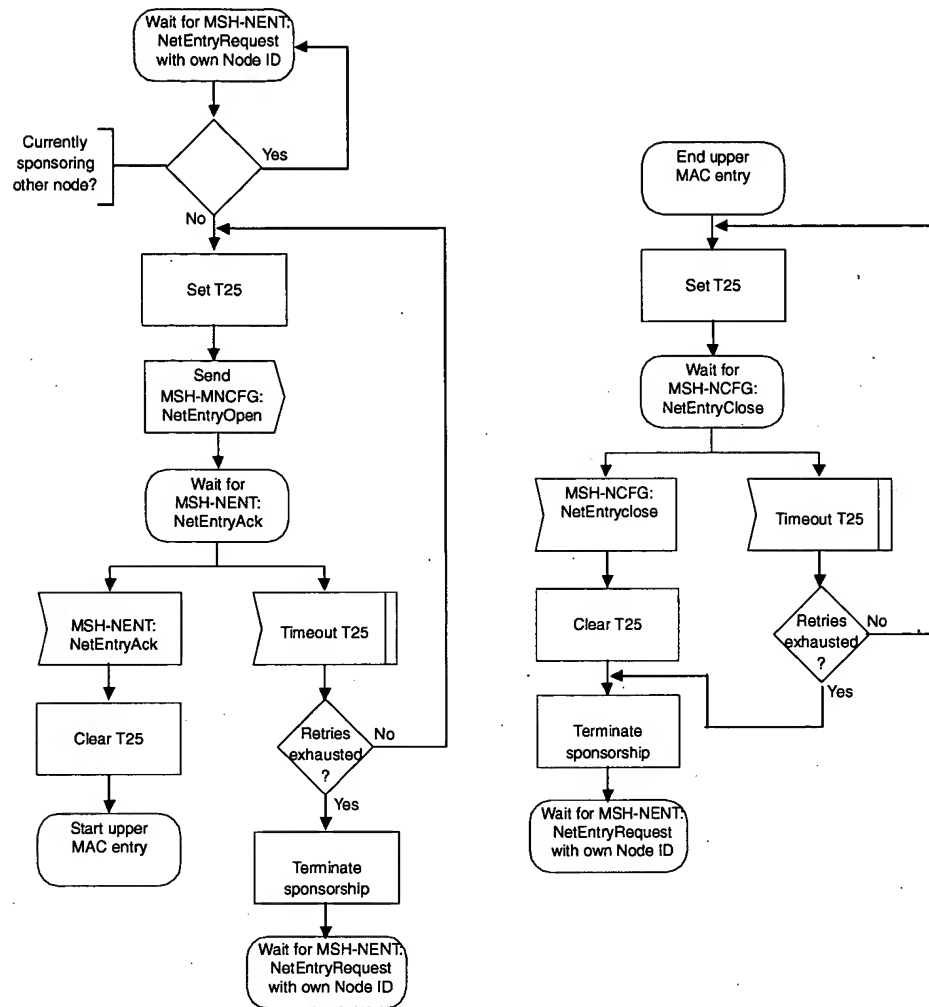 Wait for MSH-NENT:
NetEntryRequest
with own Node ID
Currently
sponsoring
other node?
Yes
No
Set T25
Send
MSH-MNCFG:
NetEntryOpen
Wait for
MSH-NENT:
NetEntryAck
MSH-NENT:
NetEntryAck
Timeout T25
Clear T25
Retries
exhausted
?
No
Yes
Start upper
MAC entry
Terminate
sponsorship
Wait for MSH-NENT:
NetEntryRequest
with own Node ID
End upper
MAC entry
Set T25
Wait for
MSH-NCFG:
NetEntryClose
MSH-NCFG:
NetEntryclose
Timeout T25
Clear T25
Retries
exhausted
?
No
Yes
Terminate
sponsorship
Wait for MSH-NENT:
NetEntryRequest
with own Node ID